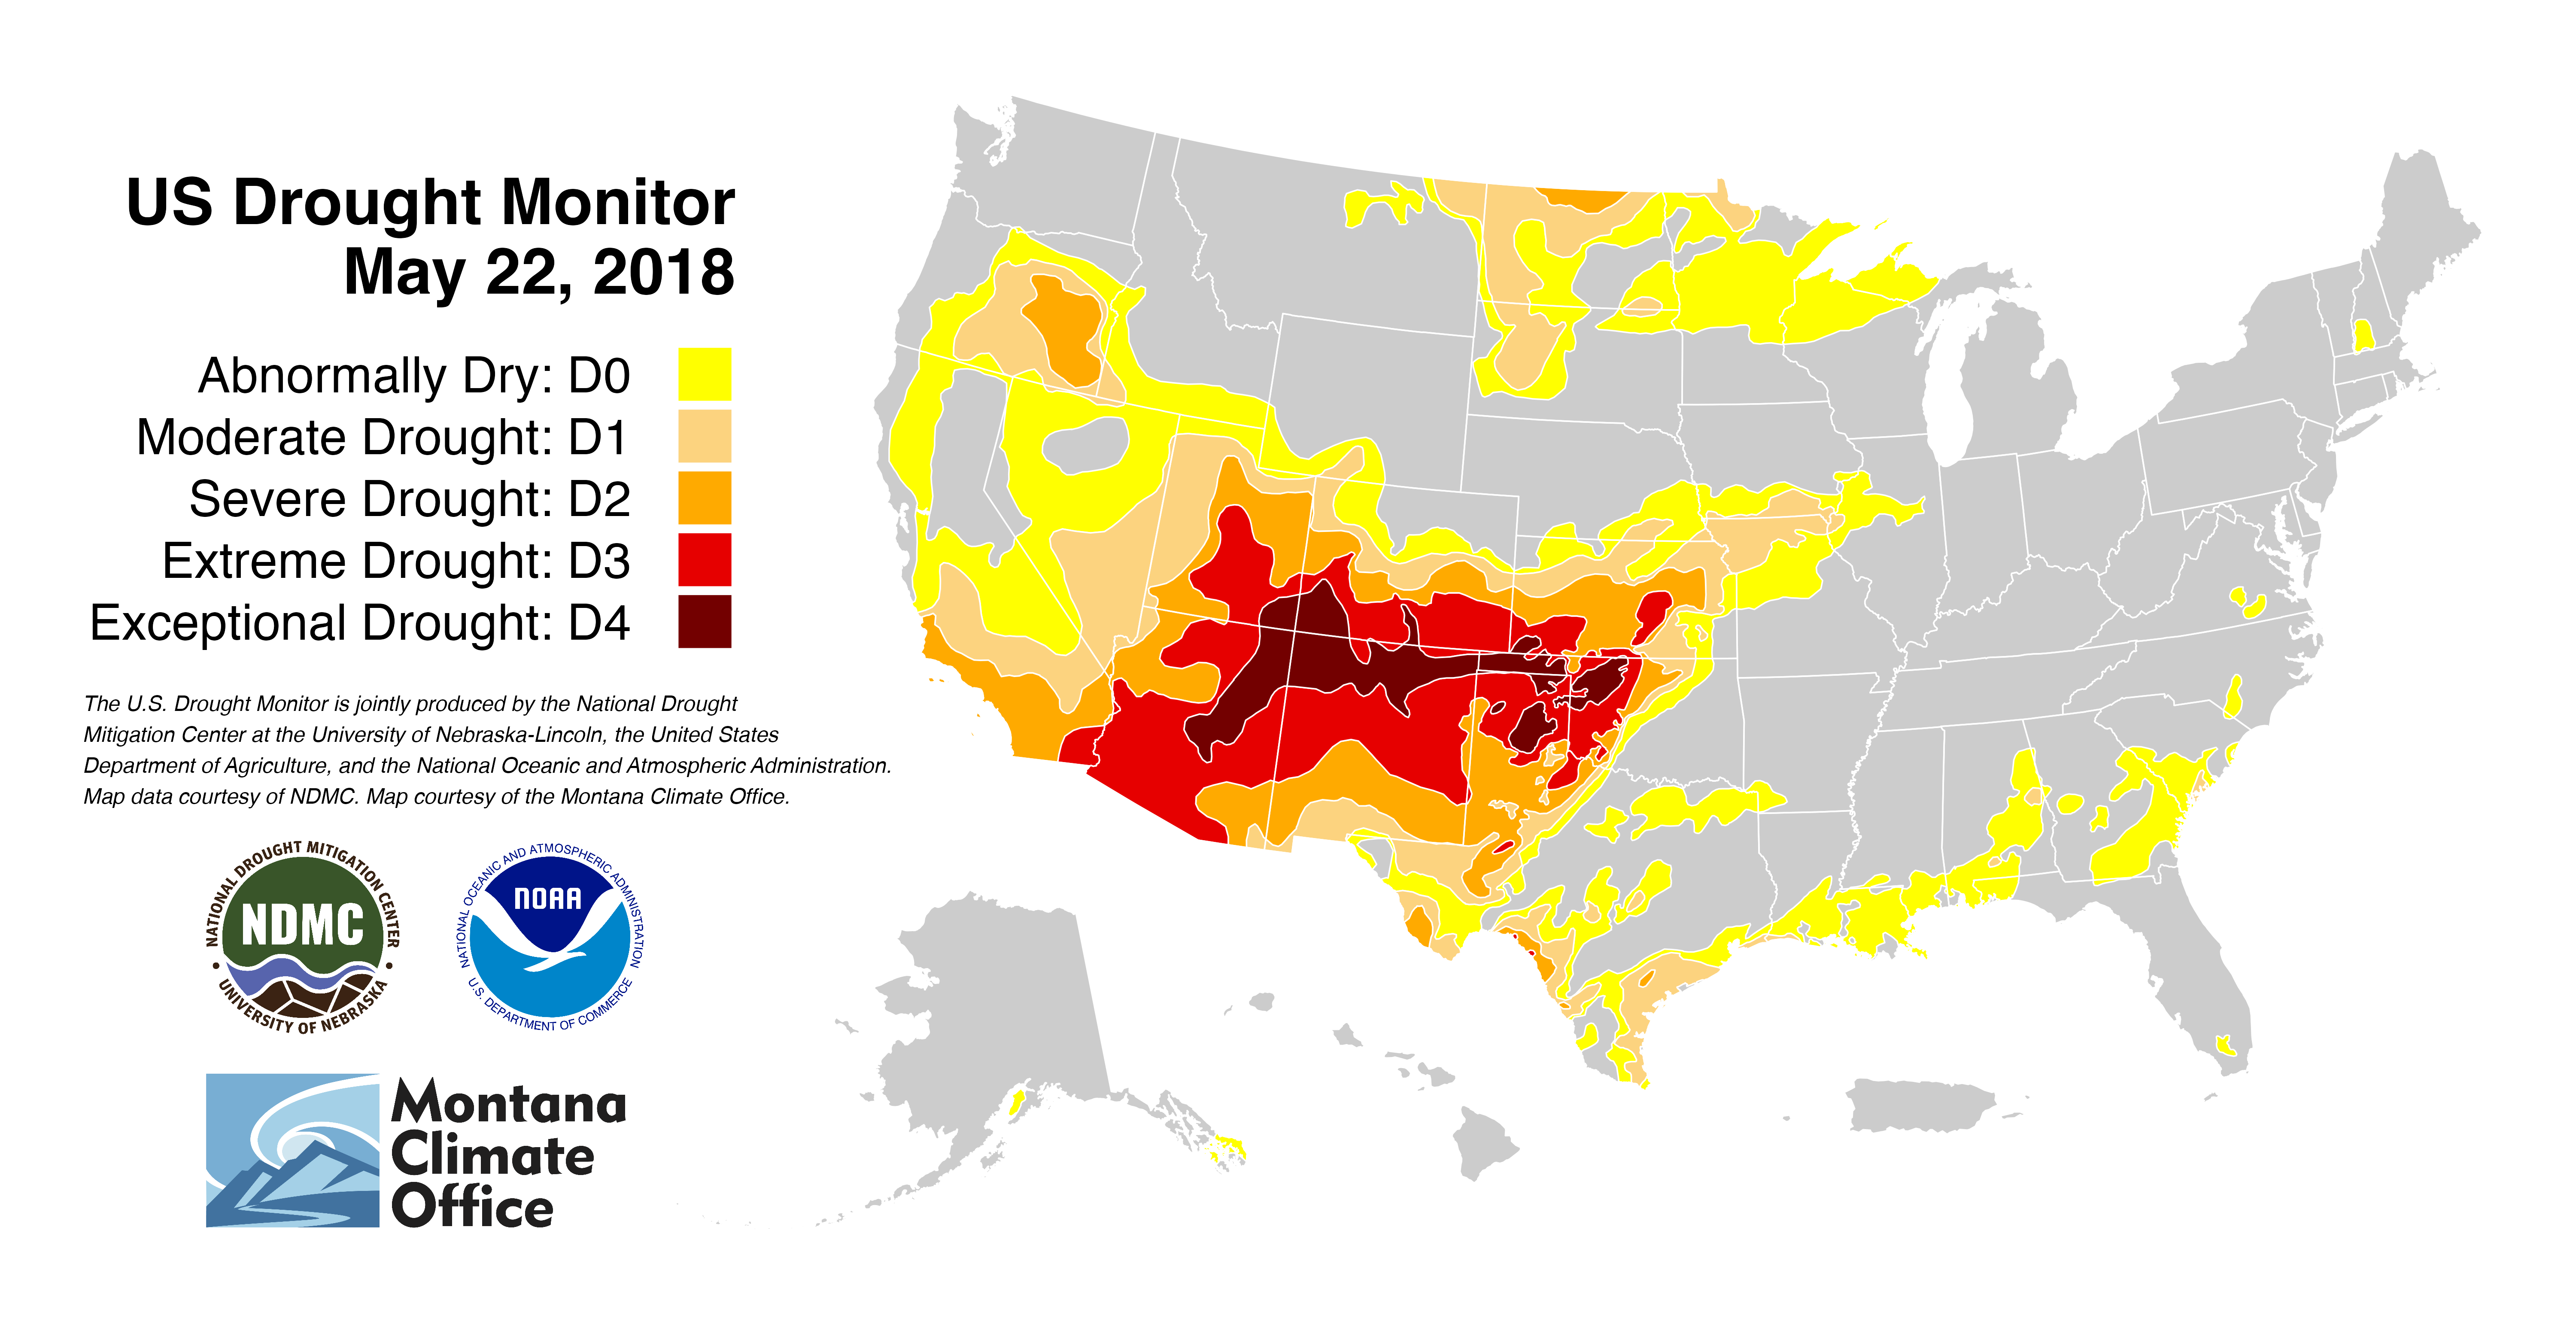 US Drought Monitor
May 22, 2018
Abnormally Dry: D0
Moderate Drought: D1
Severe Drought: D2
Extreme Drought: D3
Exceptional Drought: D4
The U.S. Drought Monitor is jointly produced by the National Drought
Mitigation Center at the University of Nebraska-Lincoln, the United States
Department of Agriculture, and the National Oceanic and Atmospheric Administration.
Map data courtesy of NDMC. Map courtesy of the Montana Climate Office.
NATIONAL DROUGHT MITIGATION CENTER
NDMC
• UNIVERSITY OF NEBRASKA •
NATIONAL OCEANIC AND ATMOSPHERIC ADMINISTRATION
NOAA
U.S. DEPARTMENT OF COMMERCE
Montana
Climate
Office